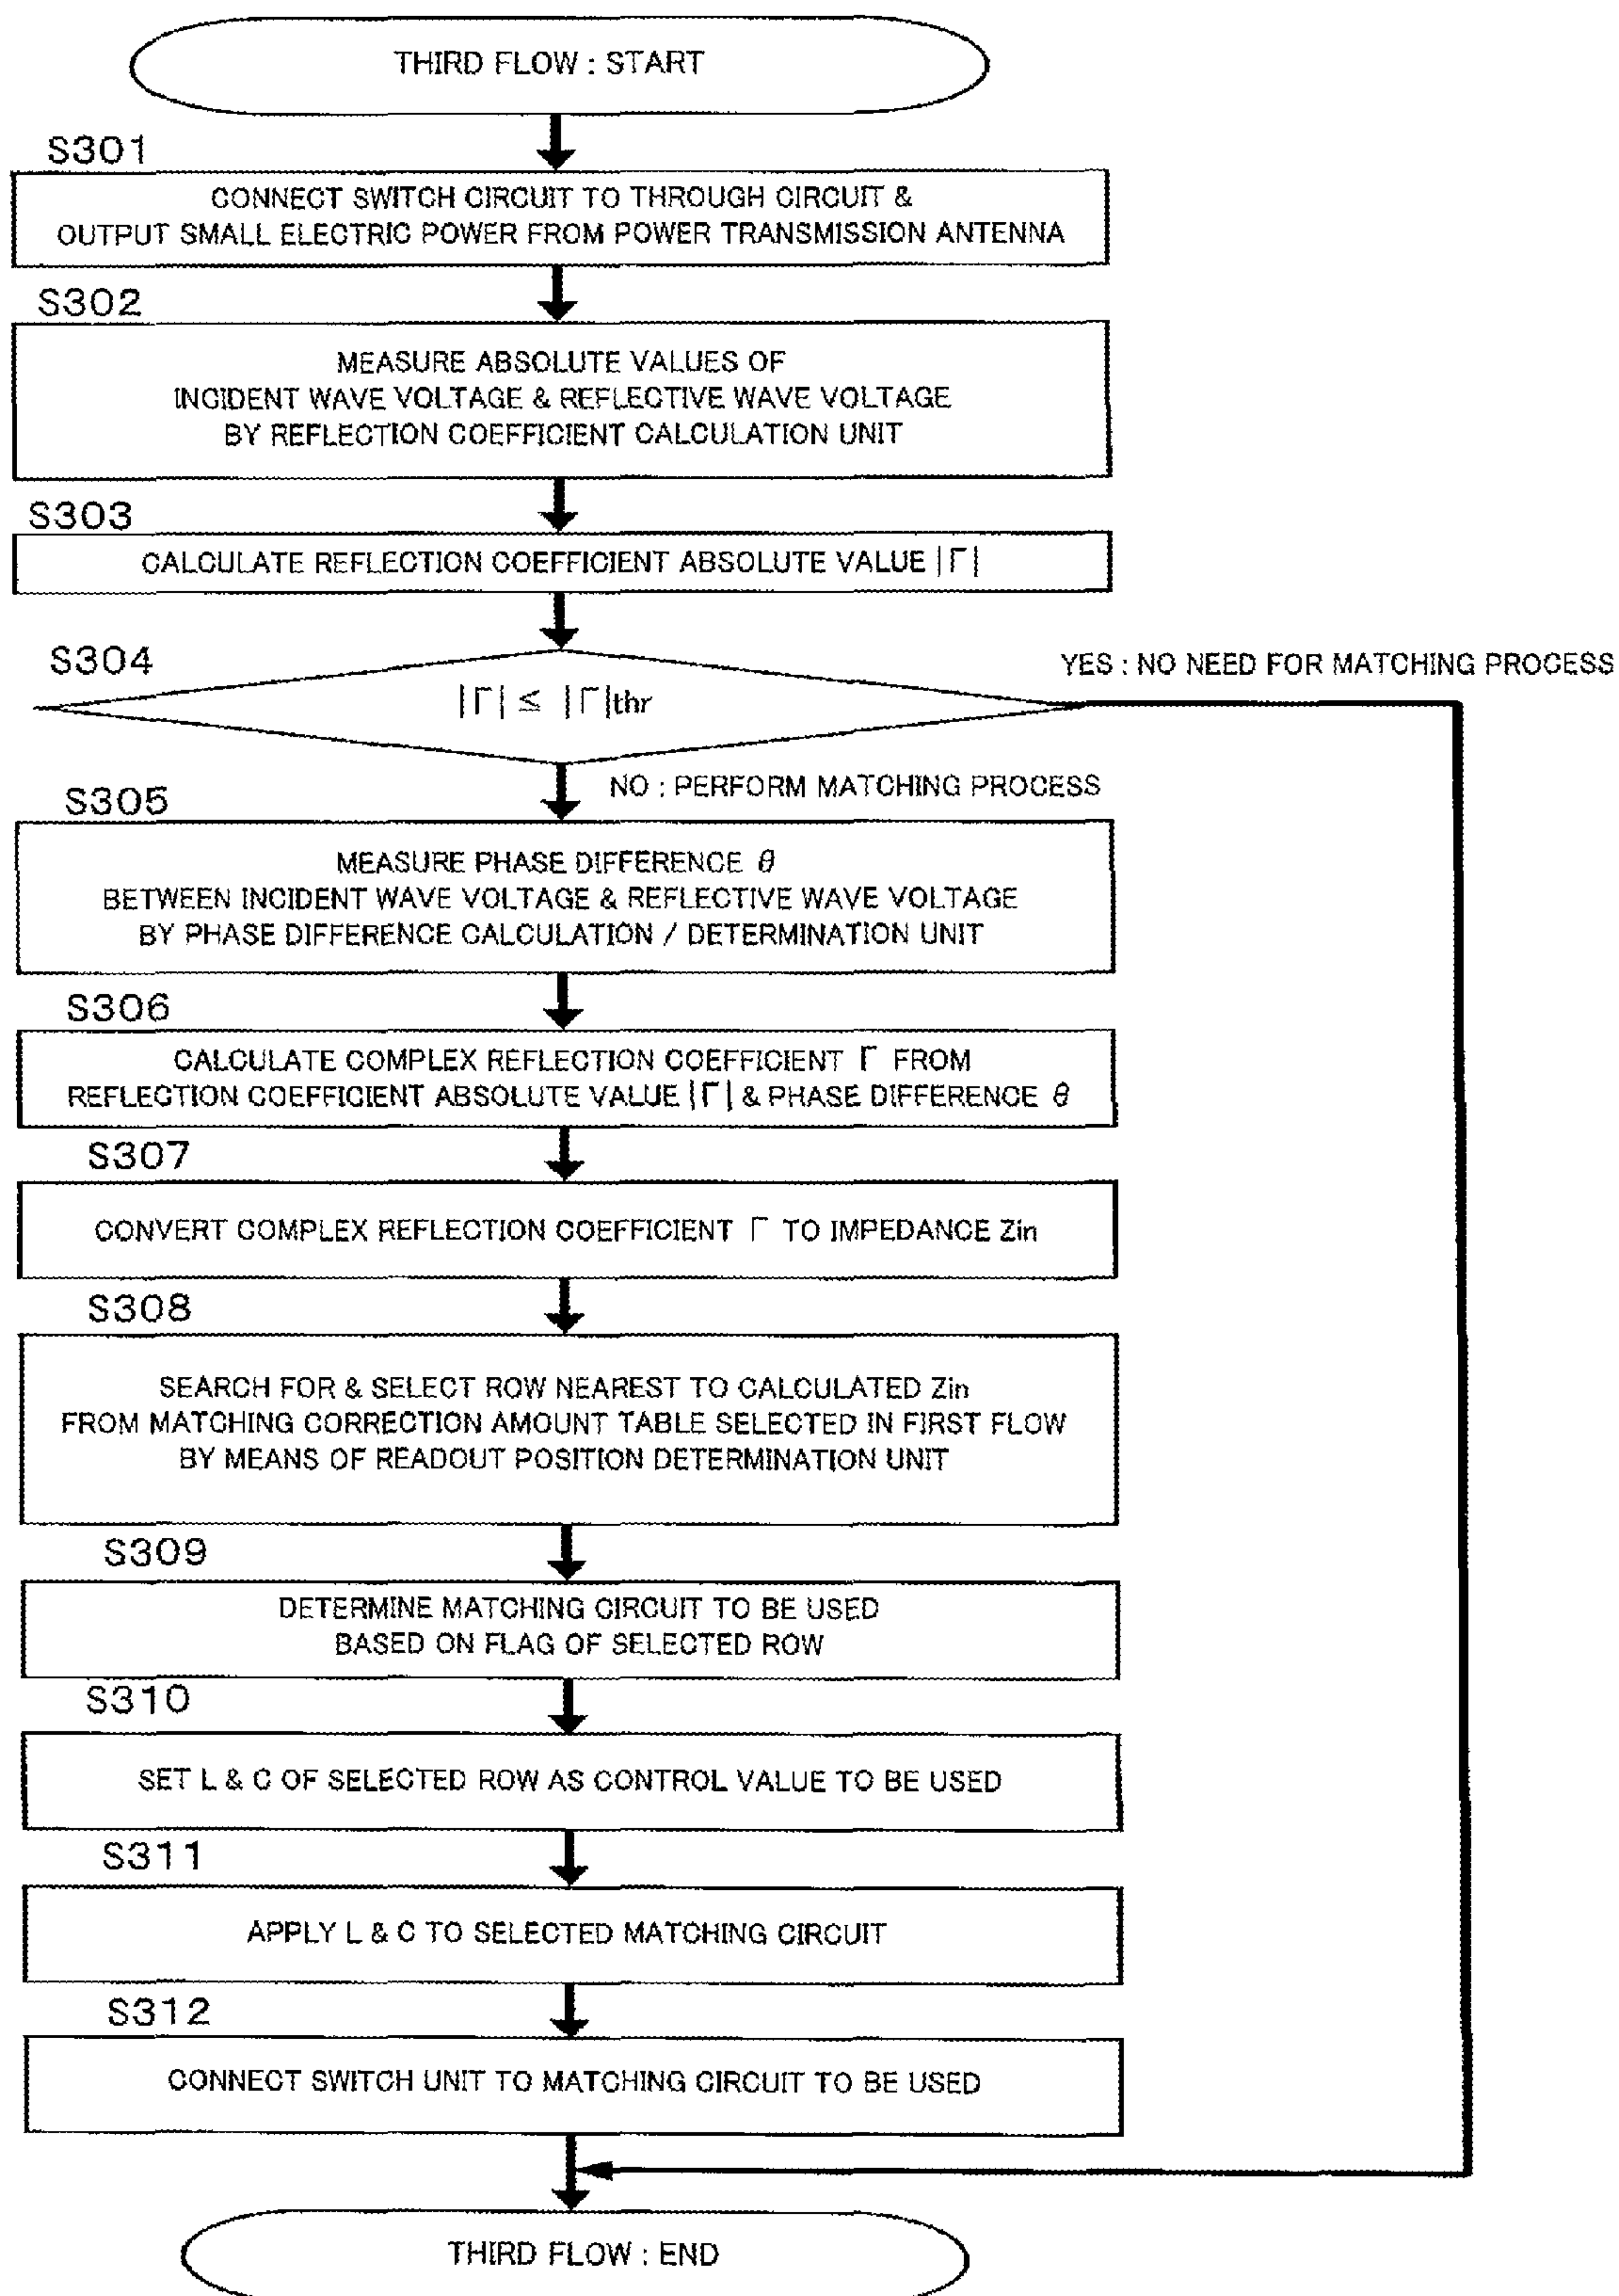 THIRD FLOW : START
S301
CONNECT SWITCH CIRCUIT TO THROUGH CIRCUIT &
OUTPUT SMALL ELECTRIC POWER FROM POWER TRANSMISSION ANTENNA
S302
MEASURE ABSOLUTE VALUES OF
INCIDENT WAVE VOLTAGE & REFLECTIVE WAVE VOLTAGE
BY REFLECTION COEFFICIENT CALCULATION UNIT
S303
CALCULATE REFLECTION COEFFICIENT ABSOLUTE VALUE |Γ|
S304
|Γ| ≤ |Γ|thr
YES : NO NEED FOR MATCHING PROCESS
NO : PERFORM MATCHING PROCESS
S305
MEASURE PHASE DIFFERENCE θ
BETWEEN INCIDENT WAVE VOLTAGE & REFLECTIVE WAVE VOLTAGE
BY PHASE DIFFERENCE CALCULATION / DETERMINATION UNIT
S306
CALCULATE COMPLEX REFLECTION COEFFICIENT Γ FROM
REFLECTION COEFFICIENT ABSOLUTE VALUE |Γ| & PHASE DIFFERENCE θ
S307
CONVERT COMPLEX REFLECTION COEFFICIENT Γ TO IMPEDANCE Zin
S308
SEARCH FOR & SELECT ROW NEAREST TO CALCULATED Zin
FROM MATCHING CORRECTION AMOUNT TABLE SELECTED IN FIRST FLOW
BY MEANS OF READOUT POSITION DETERMINATION UNIT
S309
DETERMINE MATCHING CIRCUIT TO BE USED
BASED ON FLAG OF SELECTED ROW
S310
SET L & C OF SELECTED ROW AS CONTROL VALUE TO BE USED
S311
APPLY L & C TO SELECTED MATCHING CIRCUIT
S312
CONNECT SWITCH UNIT TO MATCHING CIRCUIT TO BE USED
THIRD FLOW : END